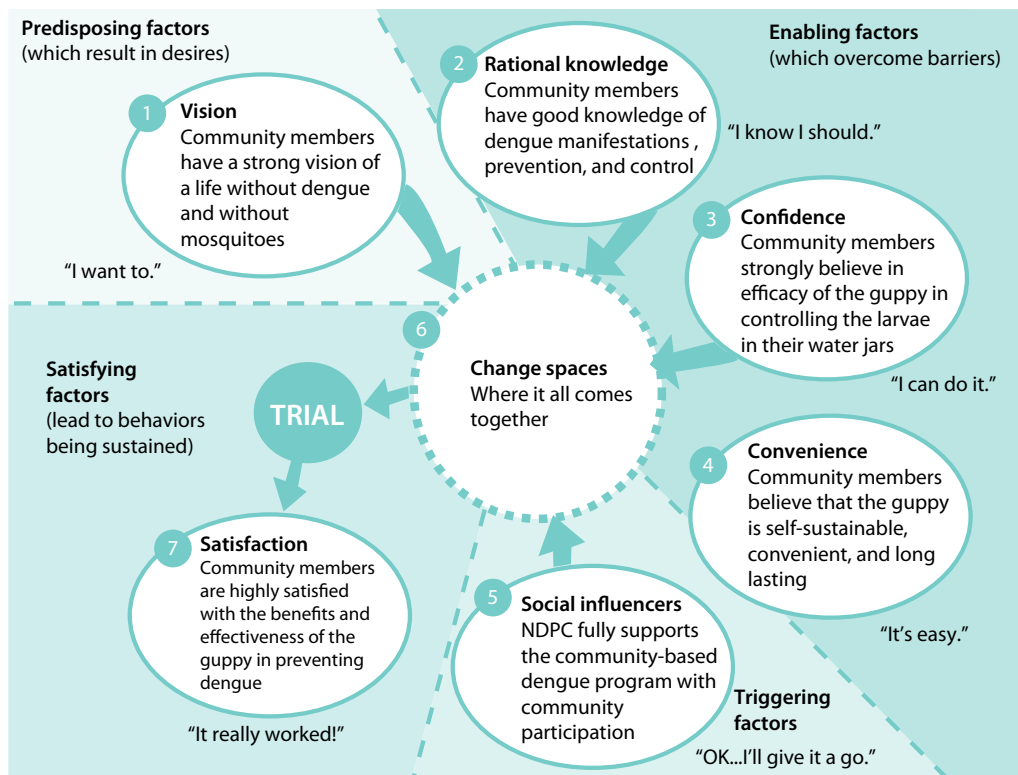 Predisposing factors
(which result in desires)
1
Vision
Community members
have a strong vision of
a life without dengue
and without
mosquitoes
“I want to.”
Enabling factors
(which overcome barriers)
2
Rational knowledge
Community members
have good knowledge of
dengue manifestations ,
prevention, and control
“I know I should.”
3
Confidence
Community members
strongly believe in
efficacy of the guppy in
controlling the larvae
in their water jars
“I can do it.”
4
Convenience
Community members
believe that the guppy
is self-sustainable,
convenient, and long
lasting
“It’s easy.”
5
Social influencers
NDPC fully supports
the community-based
dengue program with
community
participation
Triggering
factors
“OK...I’ll give it a go.”
6
Change spaces
Where it all comes
together
Satisfying
factors
(lead to behaviors
being sustained)
TRIAL
7
Satisfaction
Community members
are highly satisfied
with the benefits and
effectiveness of the
guppy in preventing
dengue
“It really worked!”